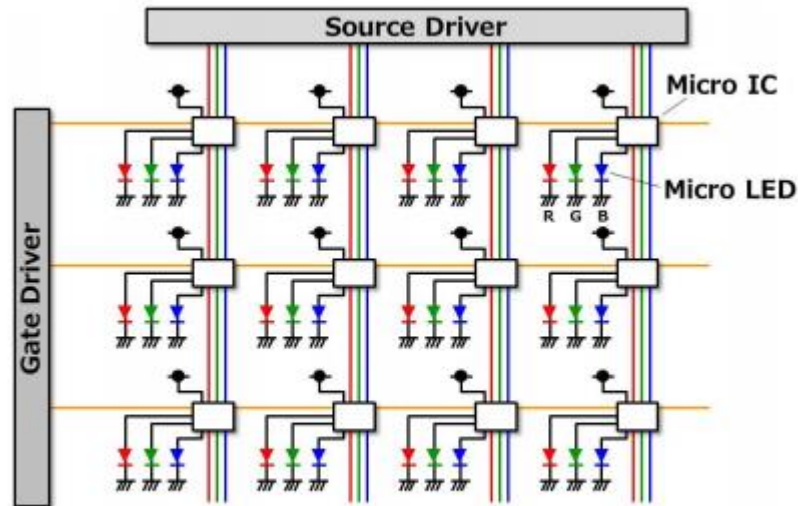 Source Driver
Micro IC
Micro LED
R G B
Gate Driver